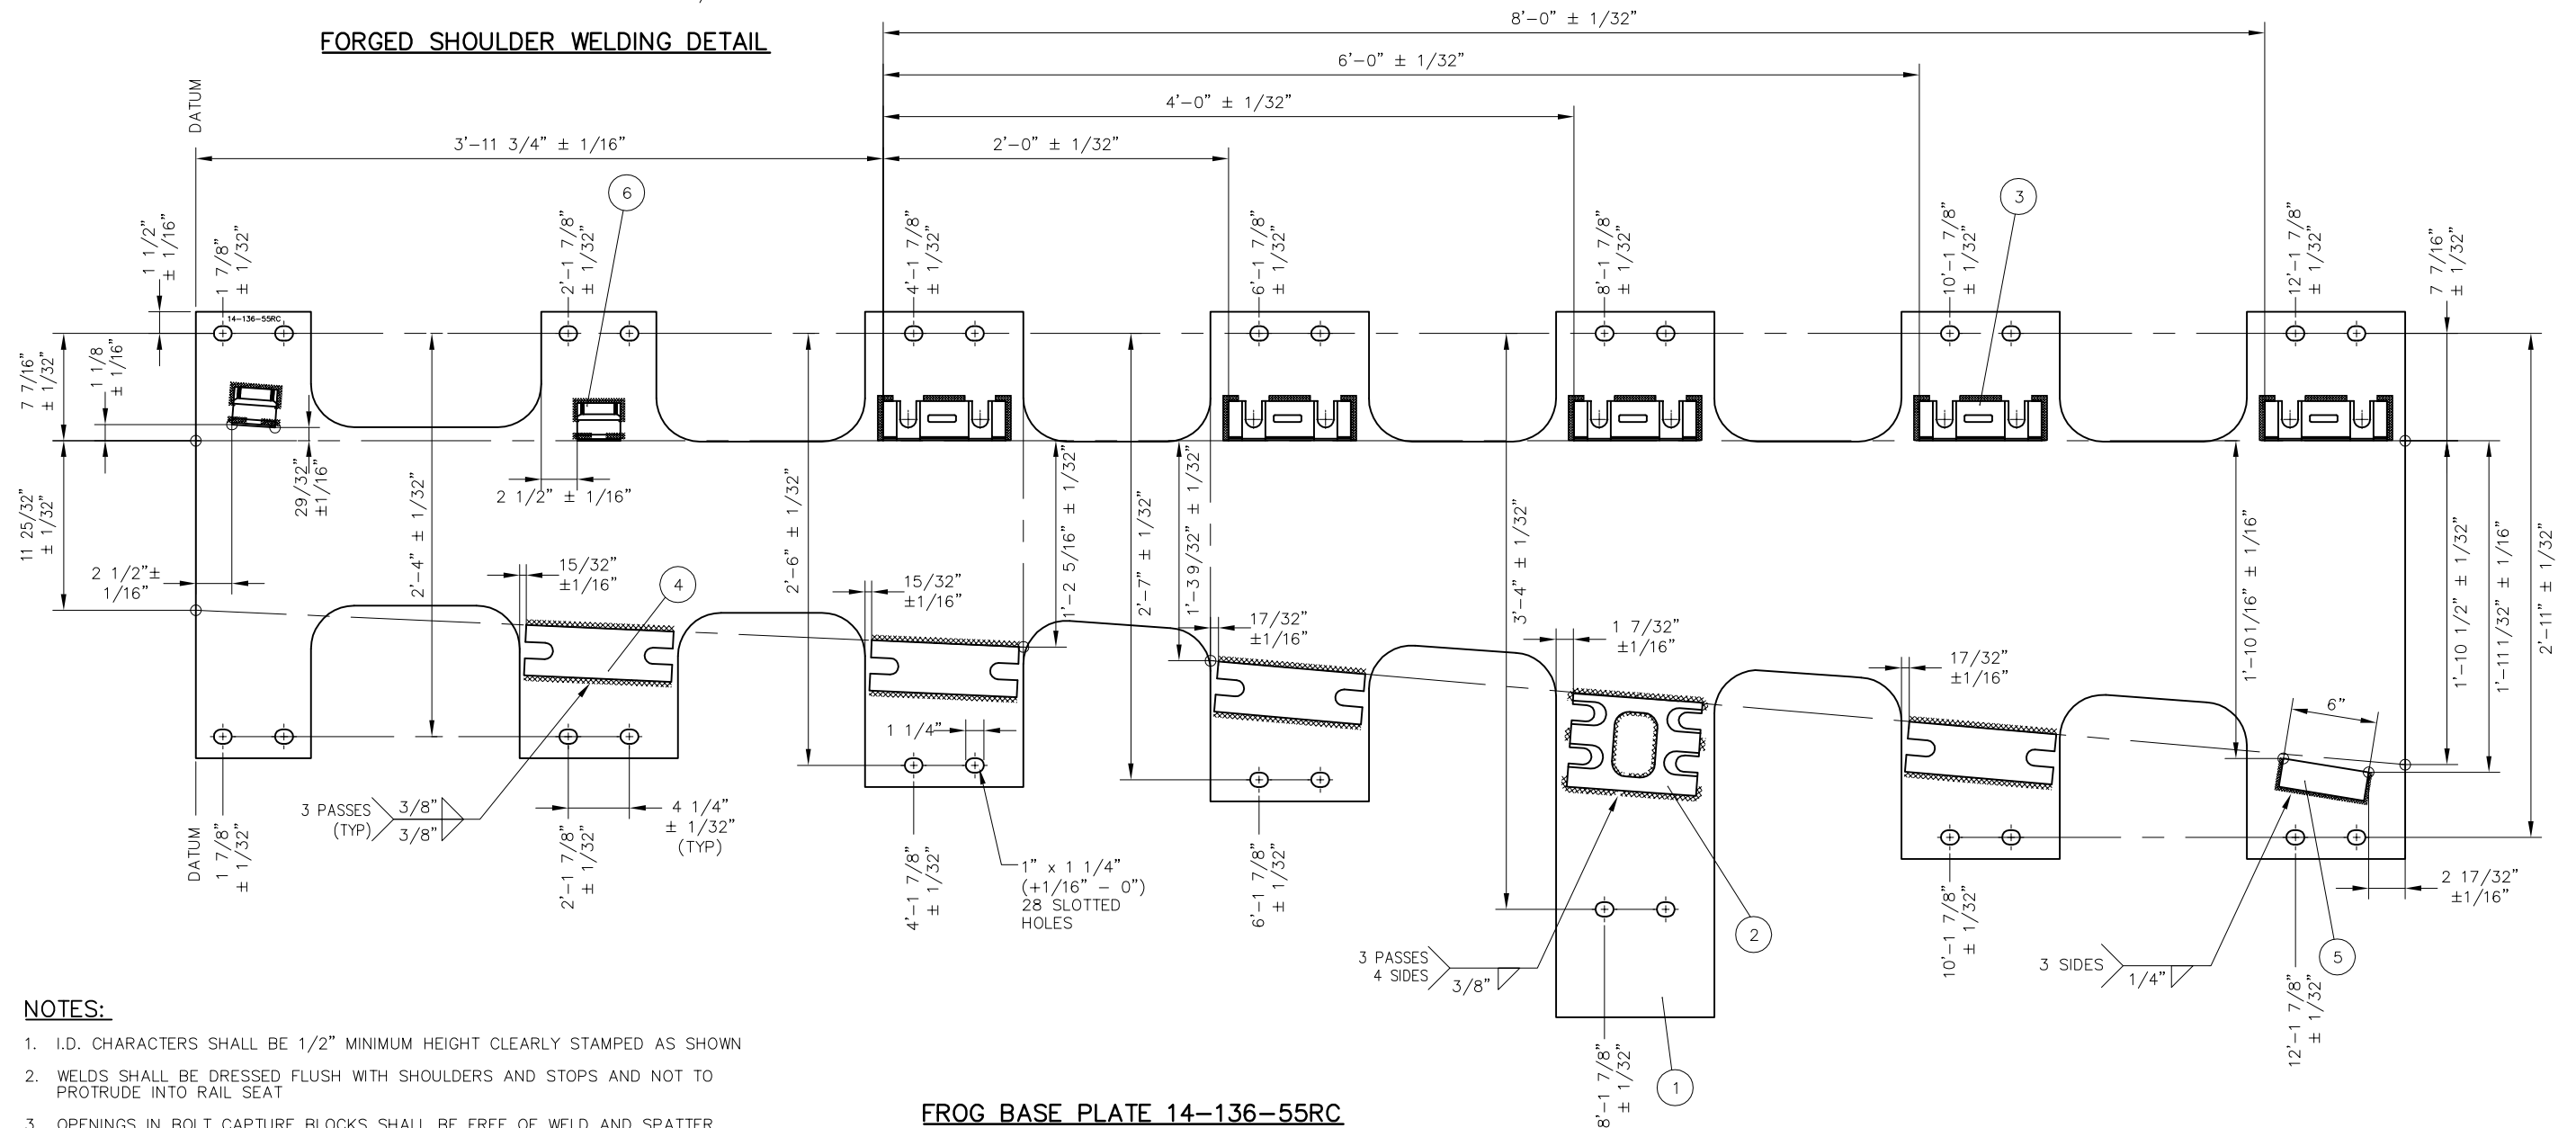 FORGED SHOULDER WELDING DETAIL
8'-0" ± 1/32"
6'-0" ± 1/32"
4'-0" ± 1/32"
3'-11 3/4" ± 1/16"
2'-0" ± 1/32"
DATUM
6
3
1 1/2"
± 1/16"
1 7/8"
± 1/32"
2'-1 7/8"
± 1/32"
4'-1 7/8"
± 1/32"
6'-1 7/8"
± 1/32"
8'-1 7/8"
± 1/32"
10'-1 7/8"
± 1/32"
12'-1 7/8"
± 1/32"
7 7/16"
± 1/32"
14-136-55RC
7 7/16"
± 1/32"
1 1/8
± 1/16"
29/32"
±1/16"
2 1/2" ± 1/16"
11 25/32"
± 1/32"
2 1/2"±
1/16"
2'-4" ± 1/32"
15/32"
±1/16"
4
2'-6" ± 1/32"
15/32"
±1/16"
1'-2 5/16" ± 1/32"
2'-7" ± 1/32"
1'-3 9/32" ± 1/32"
17/32"
±1/16"
3'-4" ± 1/32"
1 7/32"
±1/16"
17/32"
±1/16"
1'-10 1/16" ± 1/16"
1'-10 1/2" ± 1/32"
1'-11 11/32" ± 1/16"
2'-11" ± 1/32"
6"
1 1/4"
3 PASSES
(TYP)
3/8"
3/8"
4 1/4"
± 1/32"
(TYP)
DATUM
1 7/8"
± 1/32"
2'-1 7/8"
± 1/32"
4'-1 7/8"
± 1/32"
1" x 1 1/4"
(+1/16" - 0")
28 SLOTTED
HOLES
6'-1 7/8"
± 1/32"
3 PASSES
4 SIDES
3/8"
2
8'-1 7/8"
± 1/32"
1
10'-1 7/8"
± 1/32"
3 SIDES
1/4"
5
12'-1 7/8"
± 1/32"
2 17/32"
±1/16"
NOTES:
1. I.D. CHARACTERS SHALL BE 1/2" MINIMUM HEIGHT CLEARLY STAMPED AS SHOWN
2. WELDS SHALL BE DRESSED FLUSH WITH SHOULDERS AND STOPS AND NOT TO
PROTRUDE INTO RAIL SEAT
3. OPENINGS IN BOLT CAPTURE BLOCKS SHALL BE FREE OF WELD AND SPATTER
FROG BASE PLATE 14-136-55RC